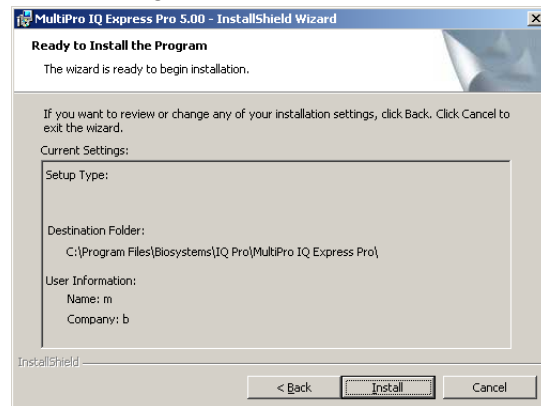 MultiPro IQ Express Pro 5.00 - InstallShield Wizard
Ready to Install the Program
The wizard is ready to begin installation.
If you want to review or change any of your installation settings, click Back. Click Cancel to
exit the wizard.
Current Settings:
Setup Type:
Destination Folder:
C:\Program Files\Biosystems\IQ Pro\MultiPro IQ Express Pro\
User Information:
Name: m
Company: b
InstallShield
< Back Install Cancel